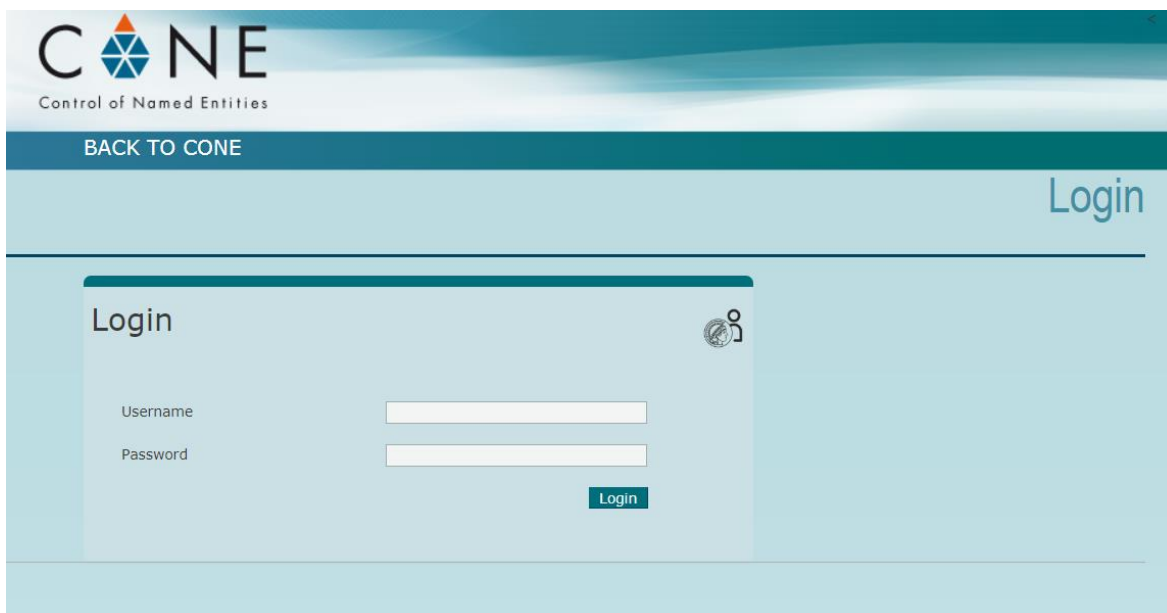 CONE
Control of Named Entities
<
BACK TO CONE
Login
Login
Username
Password
Login